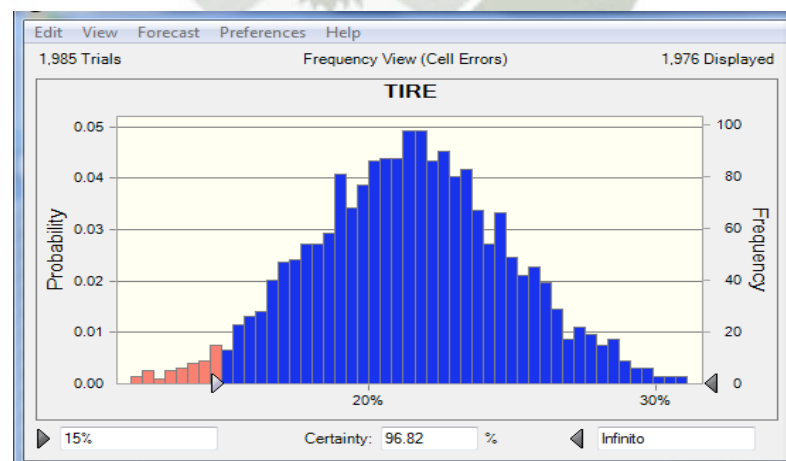 Edit View Forecast Preferences Help
1,985 Trials Frequency View (Cell Errors) 1,976 Displayed
TIRE
0.05 100
0.04 80
0.03 60
Probability Frequency
0.02 40
0.01 20
0.00 0
20% 30%
15% Certainty: 96.82 % Infinito